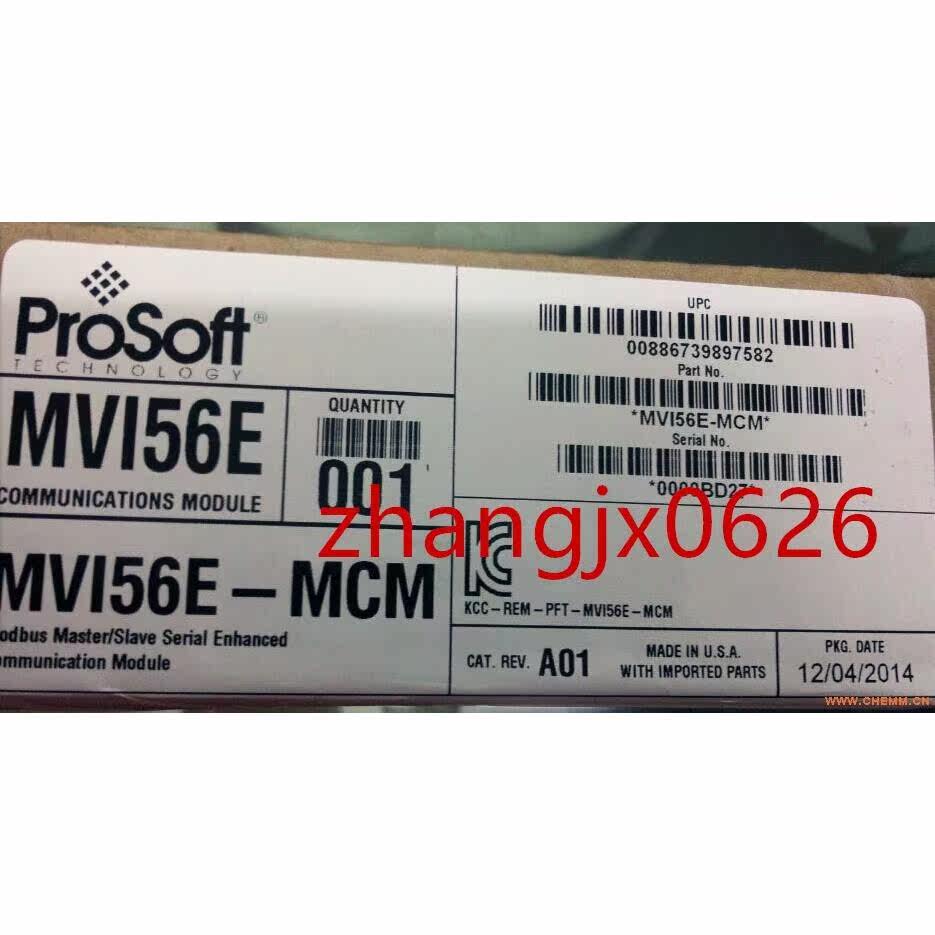 ProSoft®
TECHNOLOGY
MVI56E
COMMUNICATIONS MODULE
QUANTITY
001
MVI56E-MCM
odbus Master/Slave Serial Enhanced
mmunication Module
UPC
00886739897582
Part No.
*MVI56E-MCM*
Serial No.
zhangjx0626
KCC-REM-PFT-MVI56E-MCM
CAT. REV. A01
MADE IN U.S.A.
WITH IMPORTED PARTS
PKG. DATE
12/04/2014
WWW.CHEMM.CN